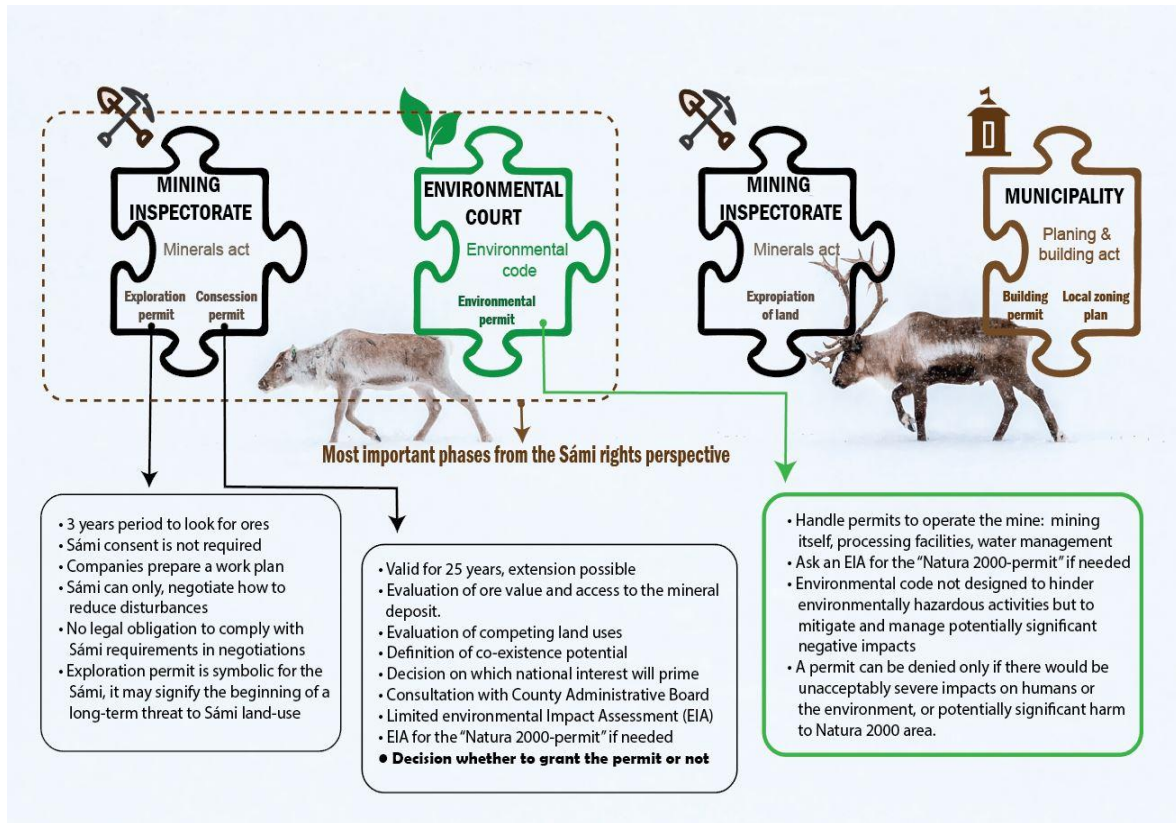 MINING
INSPECTORATE
Minerals act
Exploration
permit
Consession
permit
ENVIRONMENTAL
COURT
Environmental
code
Environmental
permit
MINING
INSPECTORATE
Minerals act
Expropiation
of land
MUNICIPALITY
Planing &
building act
Building
permit
Local zoning
plan
Most important phases from the Sámi rights perspective
• 3 years period to look for ores
• Sámi consent is not required
• Companies prepare a work plan
• Sámi can only, negotiate how to
reduce disturbances
• No legal obligation to comply with
Sámi requirements in negotiations
• Exploration permit is symbolic for the
Sámi, it may signify the beginning of a
long-term threat to Sámi land-use
• Valid for 25 years, extension possible
• Evaluation of ore value and access to the mineral
deposit.
• Evaluation of competing land uses
• Definition of co-existence potential
• Decision on which national interest will prime
• Consultation with County Administrative Board
• Limited environmental Impact Assessment (EIA)
• EIA for the “Natura 2000-permit” if needed
• Decision whether to grant the permit or not
• Handle permits to operate the mine: mining
itself, processing facilities, water management
• Ask an EIA for the “Natura 2000-permit” if needed
• Environmental code not designed to hinder
environmentally hazardous activities but to
mitigate and manage potentially significant
negative impacts
• A permit can be denied only if there would be
unacceptably severe impacts on humans or
the environment, or potentially significant harm
to Natura 2000 area.